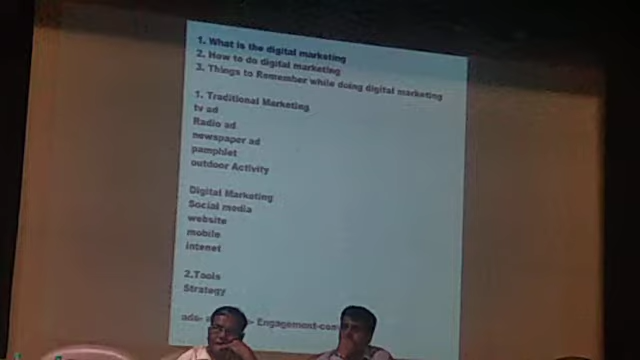 1. What is the digital marketing
2. How to do digital marketing
3. Things to Remember while doing digital marketing
1. Traditional Marketing
tv ad
Radio ad
newspaper ad
pamphlet
outdoor Activity
Digital Marketing
Social media
website
mobile
intenet
2.Tools
Strategy
ads- - Engagement-